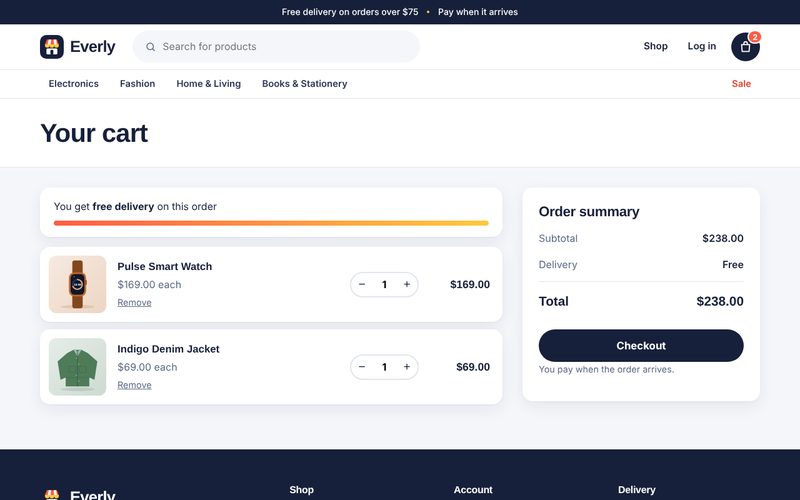 Free delivery on orders over $75 • Pay when it arrives
Everly
Search for products
Shop
Log in
2
Electronics
Fashion
Home & Living
Books & Stationery
Sale
Your cart
You get free delivery on this order
Pulse Smart Watch
$169.00 each
Remove
− 1 +
$169.00
Indigo Denim Jacket
$69.00 each
Remove
− 1 +
$69.00
Order summary
Subtotal $238.00
Delivery Free
Total $238.00
Checkout
You pay when the order arrives.
Everly
Shop
Account
Delivery